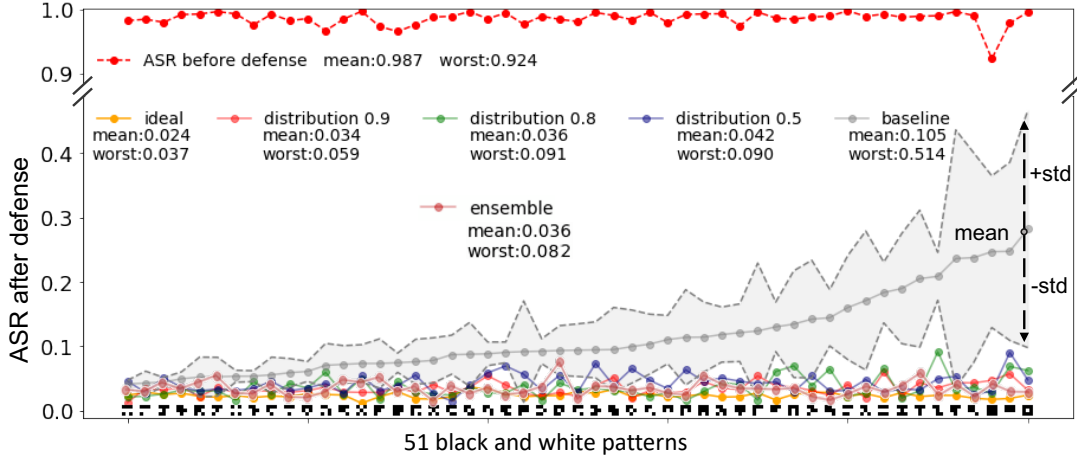 1.0
ASR before defense mean:0.987 worst:0.924
0.9
ideal distribution 0.9 distribution 0.8 distribution 0.5 baseline
mean:0.024 mean:0.034 mean:0.036 mean:0.042 mean:0.105
worst:0.037 worst:0.059 worst:0.091 worst:0.090 worst:0.514
0.4
+std
ensemble
0.3
mean:0.036
mean
worst:0.082
0.2
-std
0.1
0.0
ASR after defense
51 black and white patterns